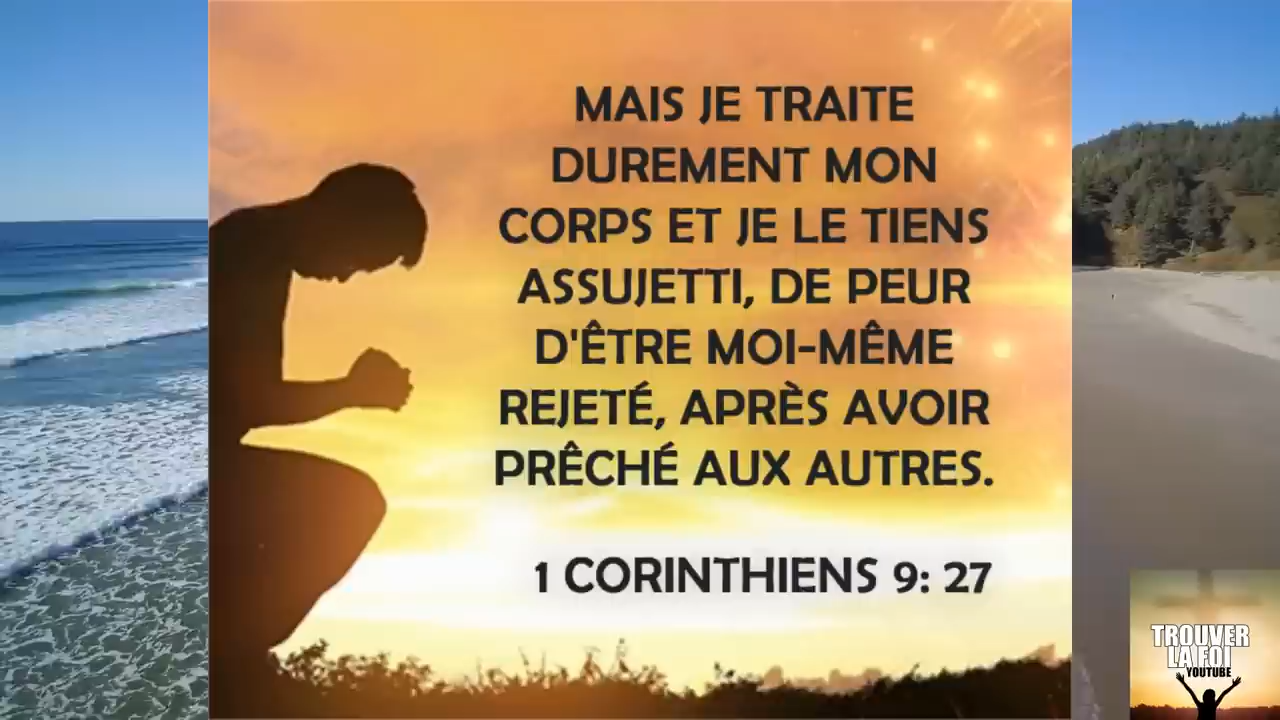 MAIS JE TRAITE
DUREMENT MON
CORPS ET JE LE TIENS
ASSUJETTI, DE PEUR
D'ÊTRE MOI-MÊME
REJETÉ, APRÈS AVOIR
PRÊCHÉ AUX AUTRES.
1 CORINTHIENS 9: 27
TROUVER
LA FOI
YOUTUBE